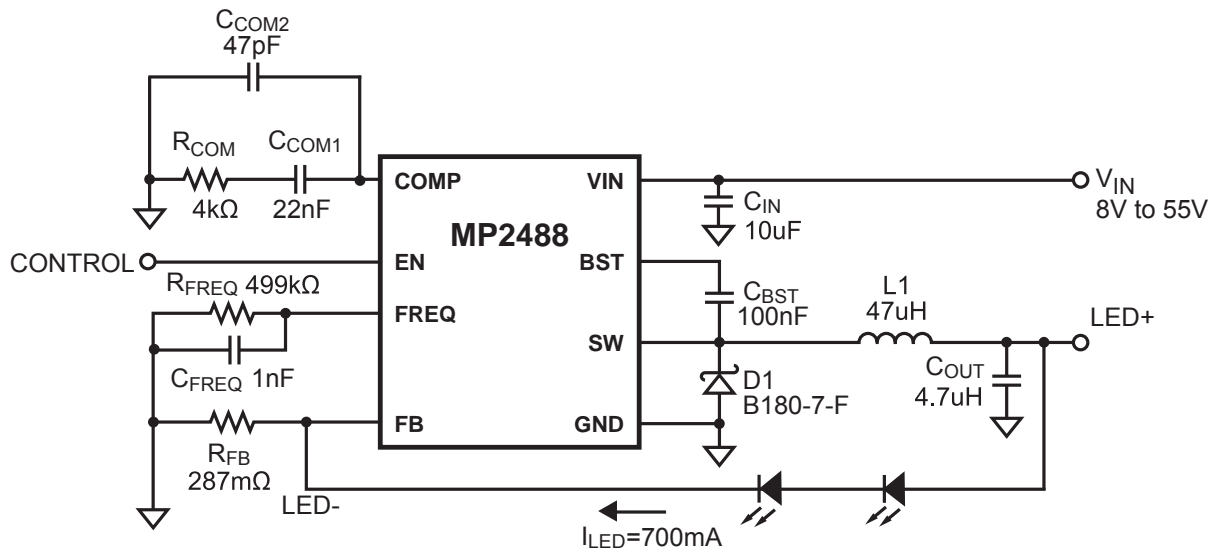 CCOM2
47pF
RCOM
CCOM1
4kΩ
22nF
COMP
VIN
MP2488
CIN
10uF
VIN
8V to 55V
CONTROL
EN
BST
RFREQ 499kΩ
CBST
100nF
L1
47uH
FREQ
SW
LED+
CFREQ 1nF
D1
B180-7-F
COUT
4.7uH
FB
GND
RFB
287mΩ
LED-
ILED=700mA